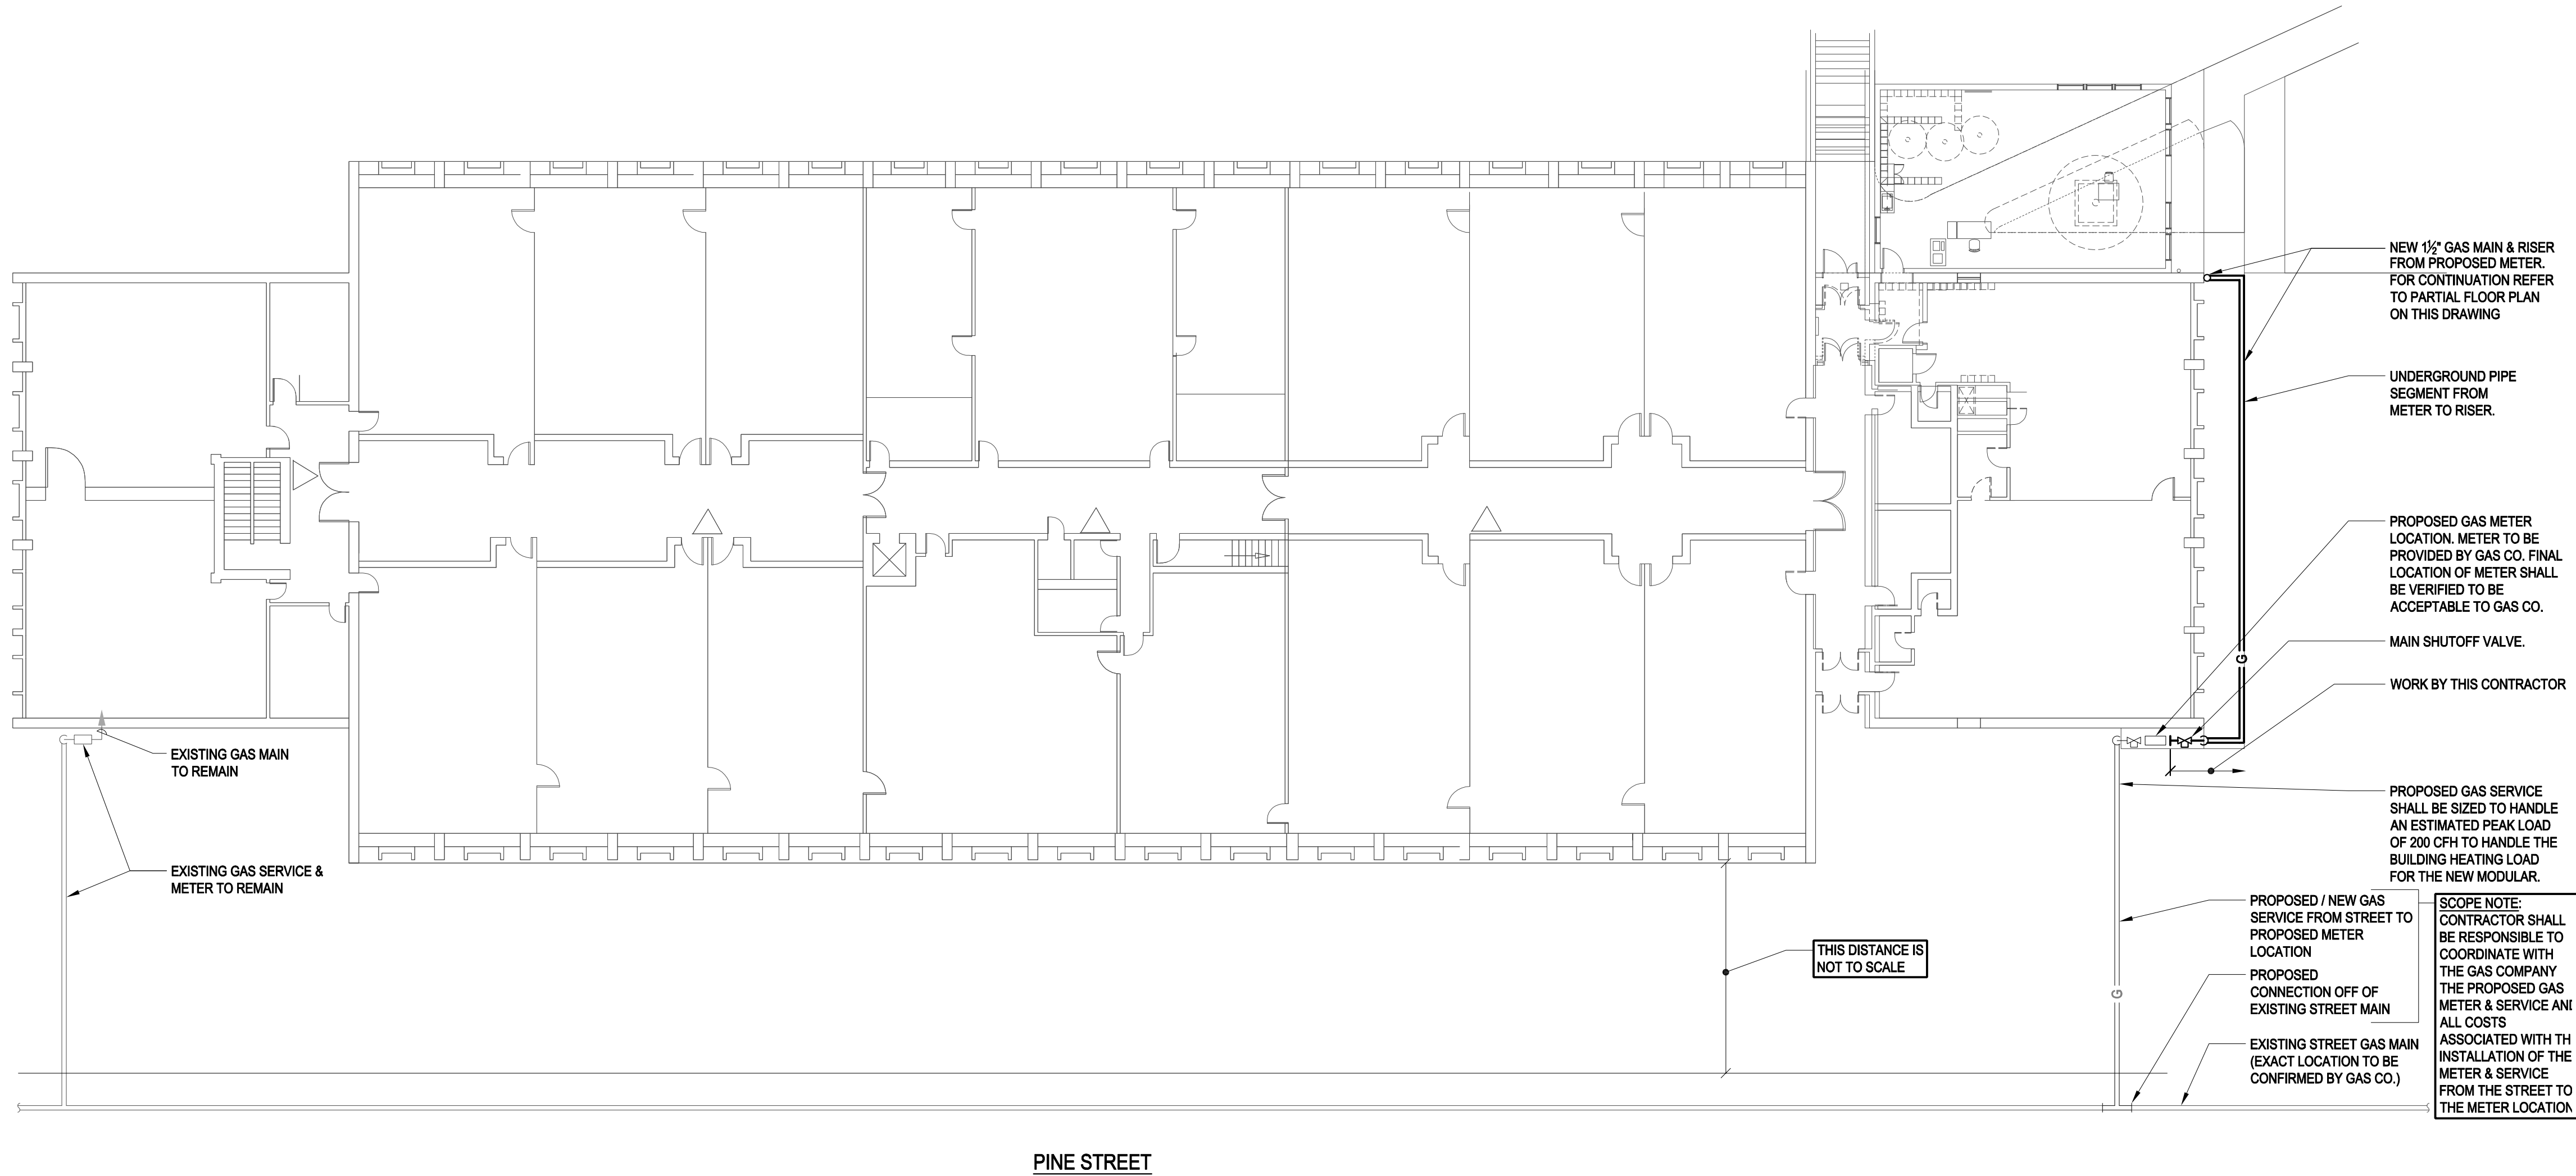 NEW 1½" GAS MAIN & RISER
FROM PROPOSED METER.
FOR CONTINUATION REFER
TO PARTIAL FLOOR PLAN
ON THIS DRAWING
UNDERGROUND PIPE
SEGMENT FROM
METER TO RISER.
PROPOSED GAS METER
LOCATION. METER TO BE
PROVIDED BY GAS CO. FINAL
LOCATION OF METER SHALL
BE VERIFIED TO BE
ACCEPTABLE TO GAS CO.
MAIN SHUTOFF VALVE.
G
WORK BY THIS CONTRACTOR
EXISTING GAS MAIN
TO REMAIN
PROPOSED GAS SERVICE
SHALL BE SIZED TO HANDLE
AN ESTIMATED PEAK LOAD
OF 200 CFH TO HANDLE THE
BUILDING HEATING LOAD
FOR THE NEW MODULAR.
EXISTING GAS SERVICE &
METER TO REMAIN
PROPOSED / NEW GAS
SERVICE FROM STREET TO
PROPOSED METER
LOCATION
THIS DISTANCE IS
NOT TO SCALE
PROPOSED
CONNECTION OFF OF
EXISTING STREET MAIN
G
EXISTING STREET GAS MAIN
(EXACT LOCATION TO BE
CONFIRMED BY GAS CO.)
SCOPE NOTE:
CONTRACTOR SHALL
BE RESPONSIBLE TO
COORDINATE WITH
THE GAS COMPANY
THE PROPOSED GAS
METER & SERVICE AND
ALL COSTS
ASSOCIATED WITH TH
INSTALLATION OF THE
METER & SERVICE
FROM THE STREET TO
THE METER LOCATION
PINE STREET